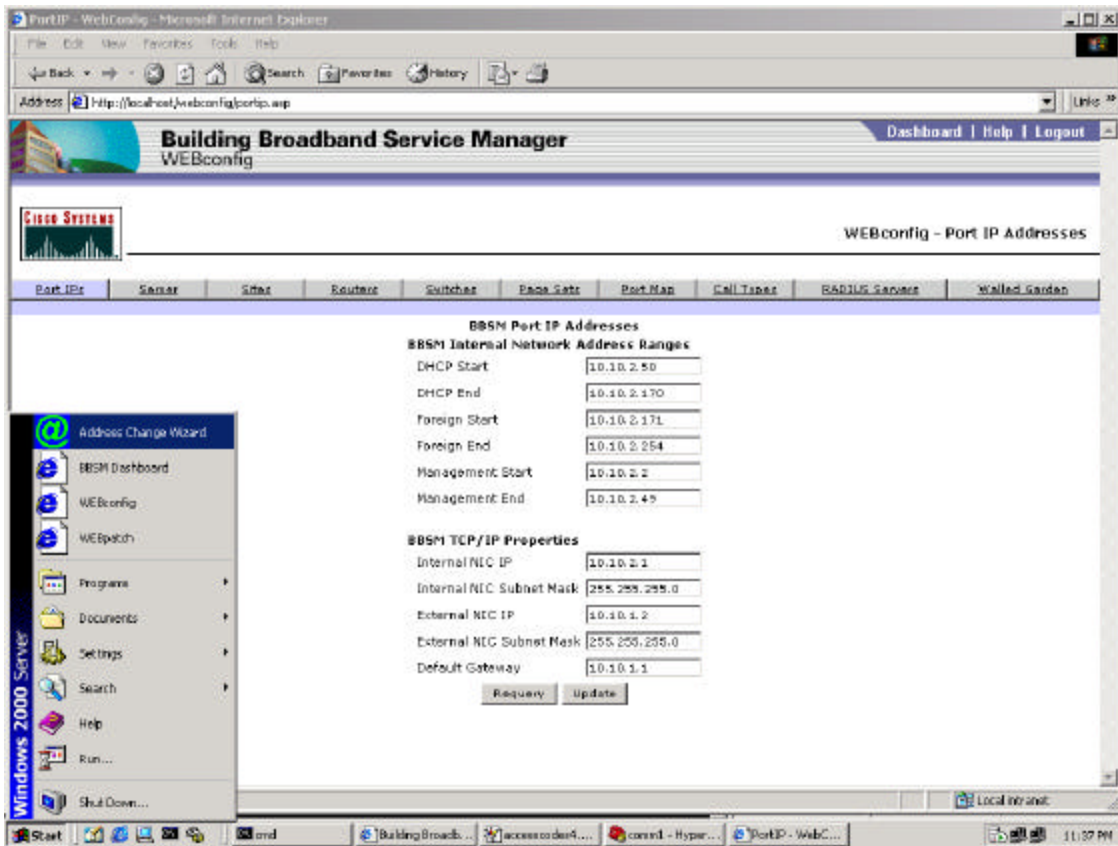 PortIP - WebConfig - Microsoft Internet Explorer
File Edit View Favorites Tools Help
Back Search Favorites History
Address http://localhost/webconfig/portip.asp Links »
Building Broadband Service Manager
WEBconfig
Dashboard | Help | Logout
CISCO SYSTEMS
WEBconfig - Port IP Addresses
Port IPs Server Sites Routers Switches Page Sets Port Map Call Types RADIUS Servers Walled Garden
BBSM Port IP Addresses
BBSM Internal Network Address Ranges
DHCP Start 10.10.2.50
DHCP End 10.10.2.170
Foreign Start 10.10.2.171
Foreign End 10.10.2.254
Management Start 10.10.2.2
Management End 10.10.2.49
BBSM TCP/IP Properties
Internal NIC IP 10.10.2.1
Internal NIC Subnet Mask 255.255.255.0
External NIC IP 10.10.1.2
External NIC Subnet Mask 255.255.255.0
Default Gateway 10.10.1.1
Requery Update
Address Change Wizard
BBSM Dashboard
WEBconfig
WEBpatch
Programs
Documents
Settings
Search
Help
Run...
Shut Down...
Windows 2000 Server
Local intranet
Start cmd Building Broadb... accesscodes4.... comm1 - Hyper... PortIP - WebC... 11:37 PM